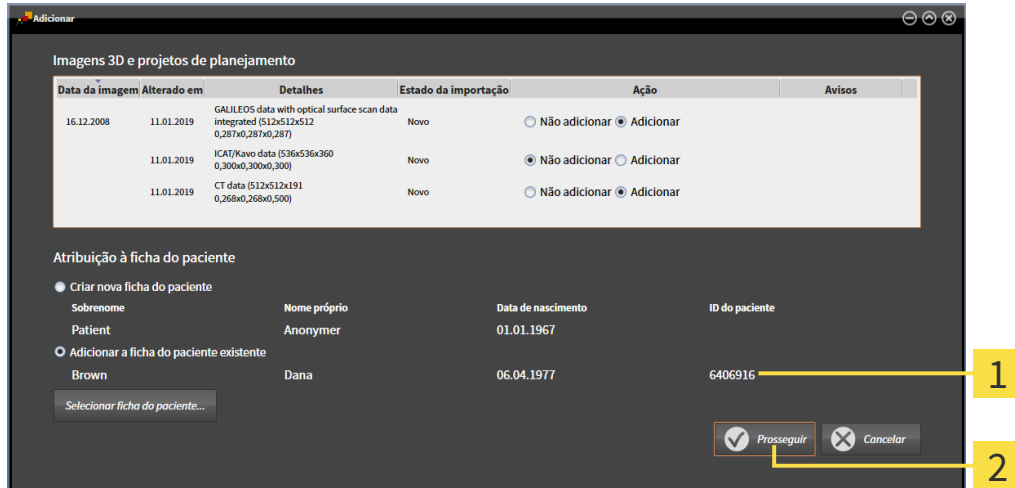 Adicionar
Imagens 3D e projetos de planejamento
Data da imagem Alterado em Detalhes Estado da importação Ação Avisos
GALILEOS data with optical surface scan data
16.12.2008 11.01.2019 integrated (512x512x512 Novo Não adicionar Adicionar
0,287x0,287x0,287)
11.01.2019 ICAT/Kavo data (536x536x360 Novo Não adicionar Adicionar
0,300x0,300x0,300)
11.01.2019 CT data (512x512x191 Novo Não adicionar Adicionar
0,268x0,268x0,500)
Atribuição à ficha do paciente
Criar nova ficha do paciente
Sobrenome Nome próprio Data de nascimento ID do paciente
Patient Anonymer 01.01.1967
Adicionar a ficha do paciente existente
Brown Dana 06.04.1977 6406916 1
Selecionar ficha do paciente...
Prosseguir Cancelar
2